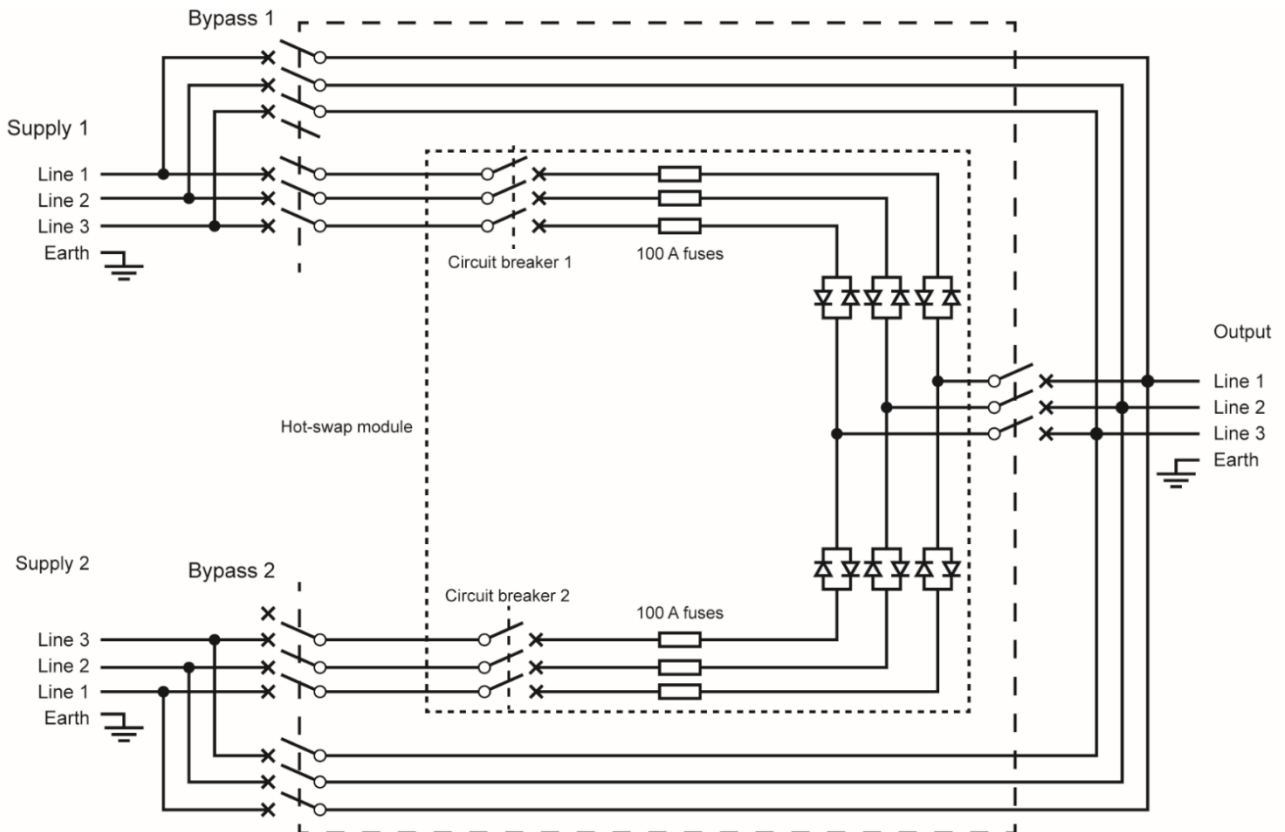 Bypass 1
Supply 1
Line 1
Line 2
Line 3
Earth
Circuit breaker 1
100 A fuses
Output
Line 1
Line 2
Line 3
Earth
Hot-swap module
Supply 2
Bypass 2
Circuit breaker 2
100 A fuses
Line 3
Line 2
Line 1
Earth